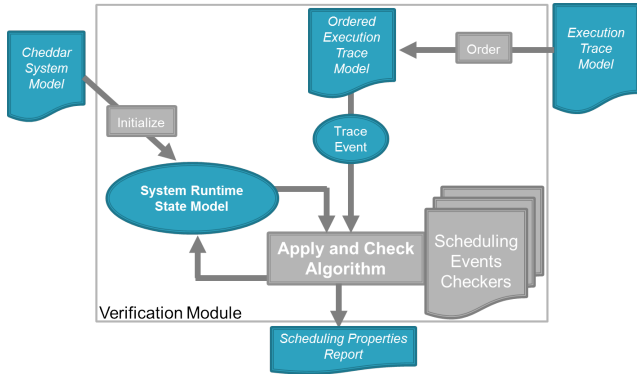 Cheddar
System
Model
Ordered
Execution
Trace
Model
Order
Execution
Trace Model
Initialize
Trace
Event
System Runtime
State Model
Apply and Check
Algorithm
Scheduling
Events
Checkers
Verification Module
Scheduling Properties
Report